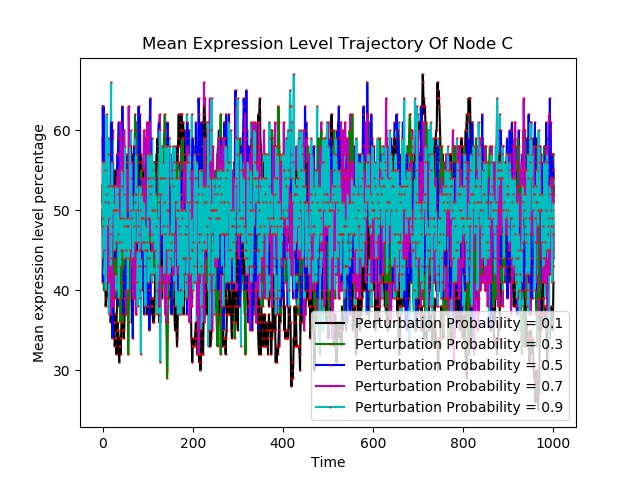 Mean Expression Level Trajectory Of Node C
Mean expression level percentage
60
50
40
30
0
200
400
600
800
1000
Time
Perturbation Probability = 0.1
Perturbation Probability = 0.3
Perturbation Probability = 0.5
Perturbation Probability = 0.7
Perturbation Probability = 0.9